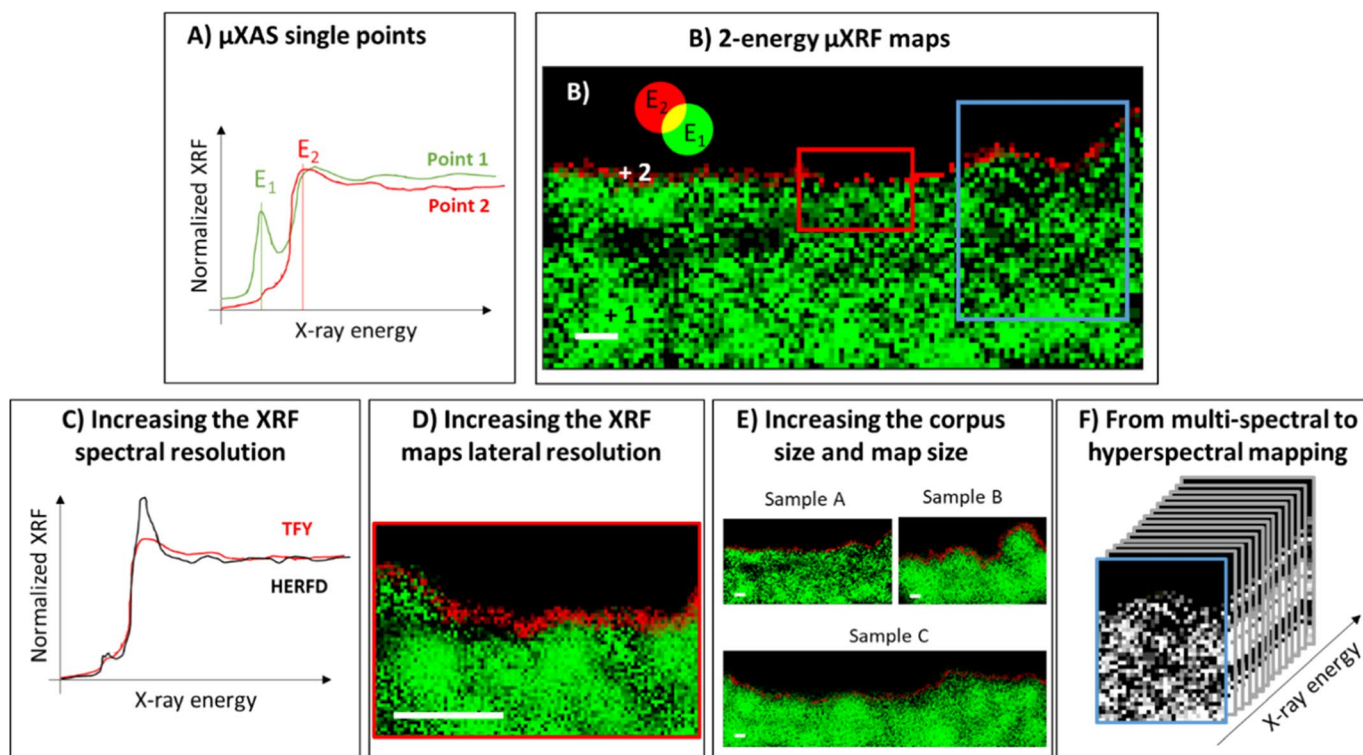 A) μXAS single points
Normalized XRF
E₁
E₂
Point 1
Point 2
X-ray energy
B) 2-energy μXRF maps
B)
E₂
E₁
+ 2
+ 1
C) Increasing the XRF
spectral resolution
Normalized XRF
TFY
HERFD
X-ray energy
D) Increasing the XRF
maps lateral resolution
E) Increasing the corpus
size and map size
Sample A
Sample B
Sample C
F) From multi-spectral to
hyperspectral mapping
X-ray energy